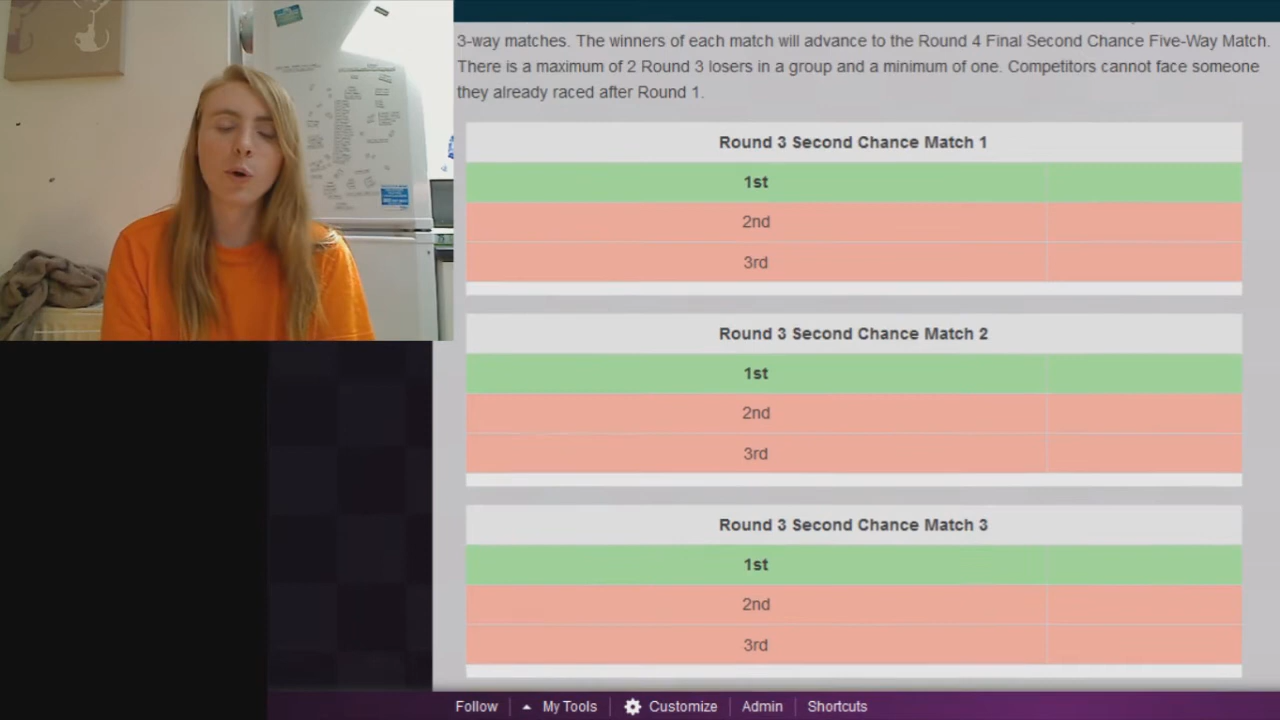 3-way matches. The winners of each match will advance to the Round 4 Final Second Chance Five-Way Match.
There is a maximum of 2 Round 3 losers in a group and a minimum of one. Competitors cannot face someone
they already raced after Round 1.
Round 3 Second Chance Match 1
1st
2nd
3rd
Round 3 Second Chance Match 2
1st
2nd
3rd
Round 3 Second Chance Match 3
1st
2nd
3rd
Follow My Tools Customize Admin Shortcuts